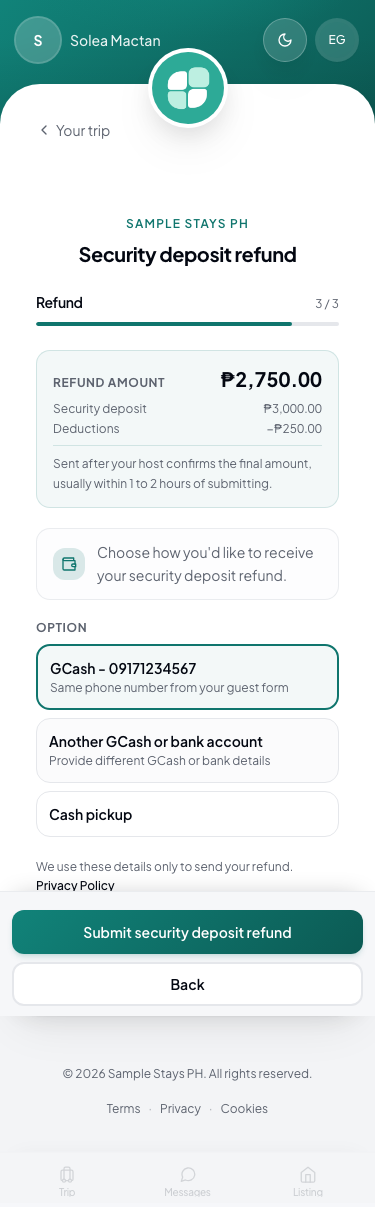 S
Solea Mactan
EG
Your trip
SAMPLE STAYS PH
Security deposit refund
Refund
3 / 3
REFUND AMOUNT
₱2,750.00
Security deposit
₱3,000.00
Deductions
−₱250.00
Sent after your host confirms the final amount,
usually within 1 to 2 hours of submitting.
Choose how you'd like to receive
your security deposit refund.
OPTION
GCash - 09171234567
Same phone number from your guest form
Another GCash or bank account
Provide different GCash or bank details
Cash pickup
We use these details only to send your refund.
Privacy Policy
Submit security deposit refund
Back
© 2026 Sample Stays PH. All rights reserved.
Terms · Privacy · Cookies
Trip
Messages
Listing